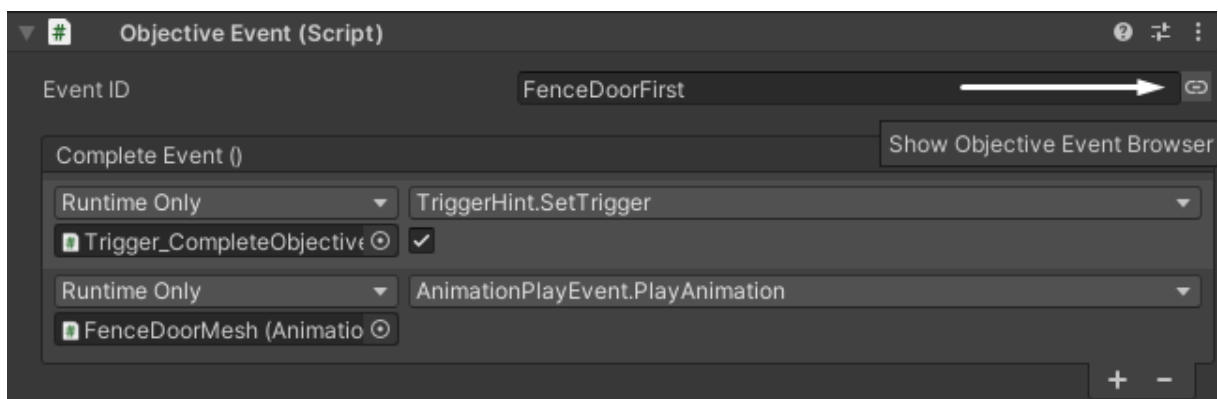 Objective Event (Script)
Event ID FenceDoorFirst
Show Objective Event Browser
Complete Event ()
Runtime Only TriggerHint.SetTrigger
Trigger_CompleteObjective
Runtime Only AnimationPlayEvent.PlayAnimation
FenceDoorMesh (Animatio